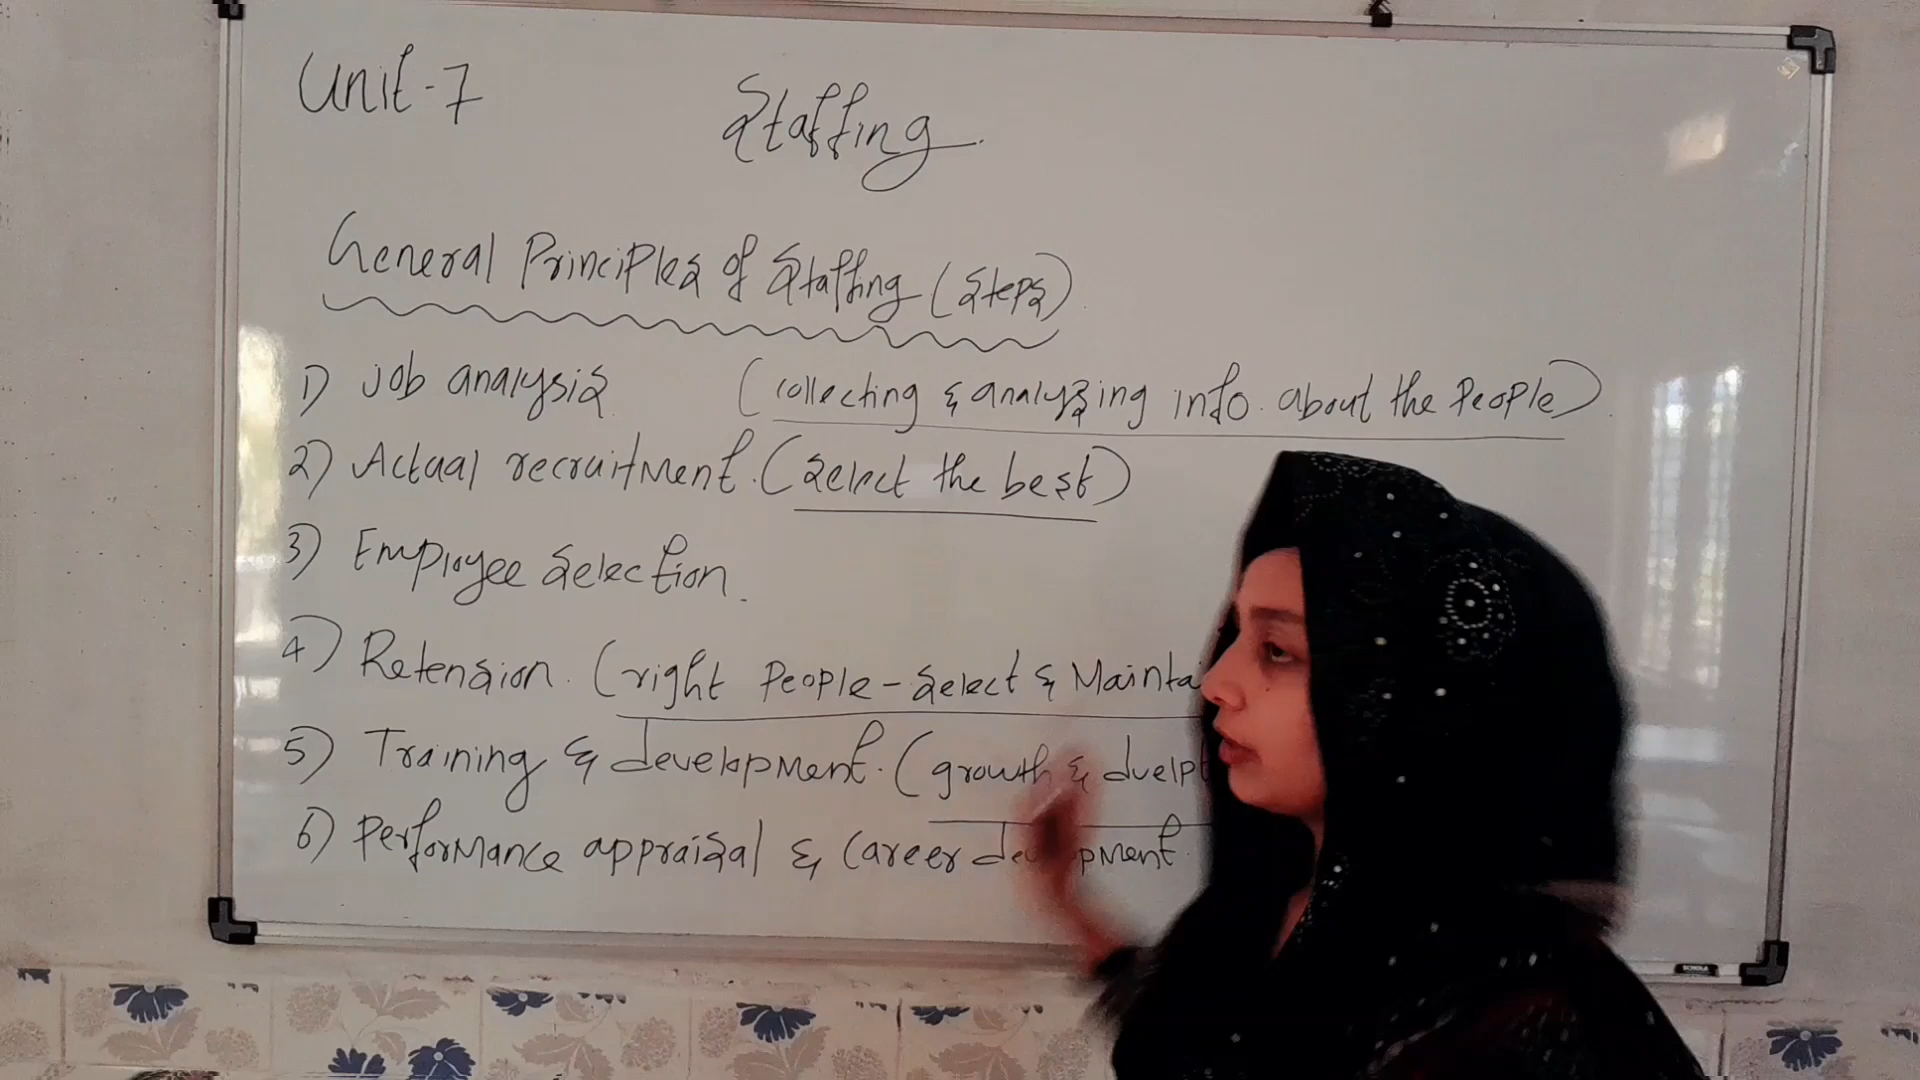 Unit-7
Staffing
General Principles of Staffing (Steps)
1) Job analysis (collecting & analyzing info. about the People)
2) Actual recruitment. (Select the best)
3) Employee Selection.
4) Retension. (right People-Select &
5) Training & development. (growth &
6) Performance appraisal & Career